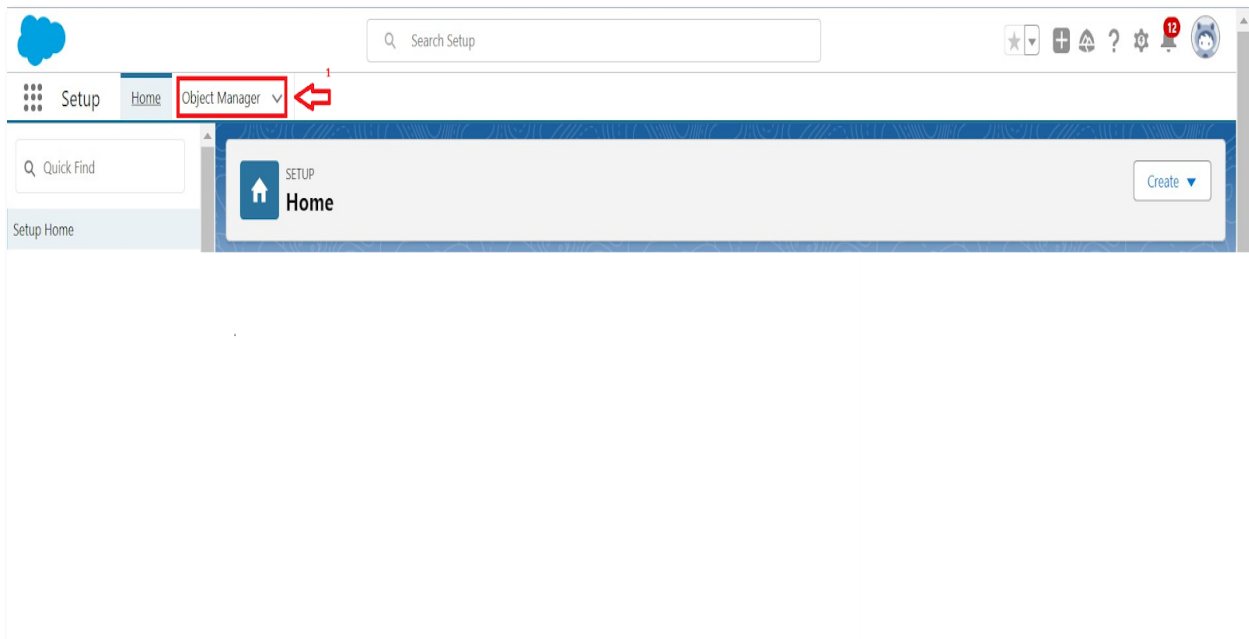 Search Setup
12
1
Setup Home Object Manager
Quick Find
SETUP
Home
Create
Setup Home